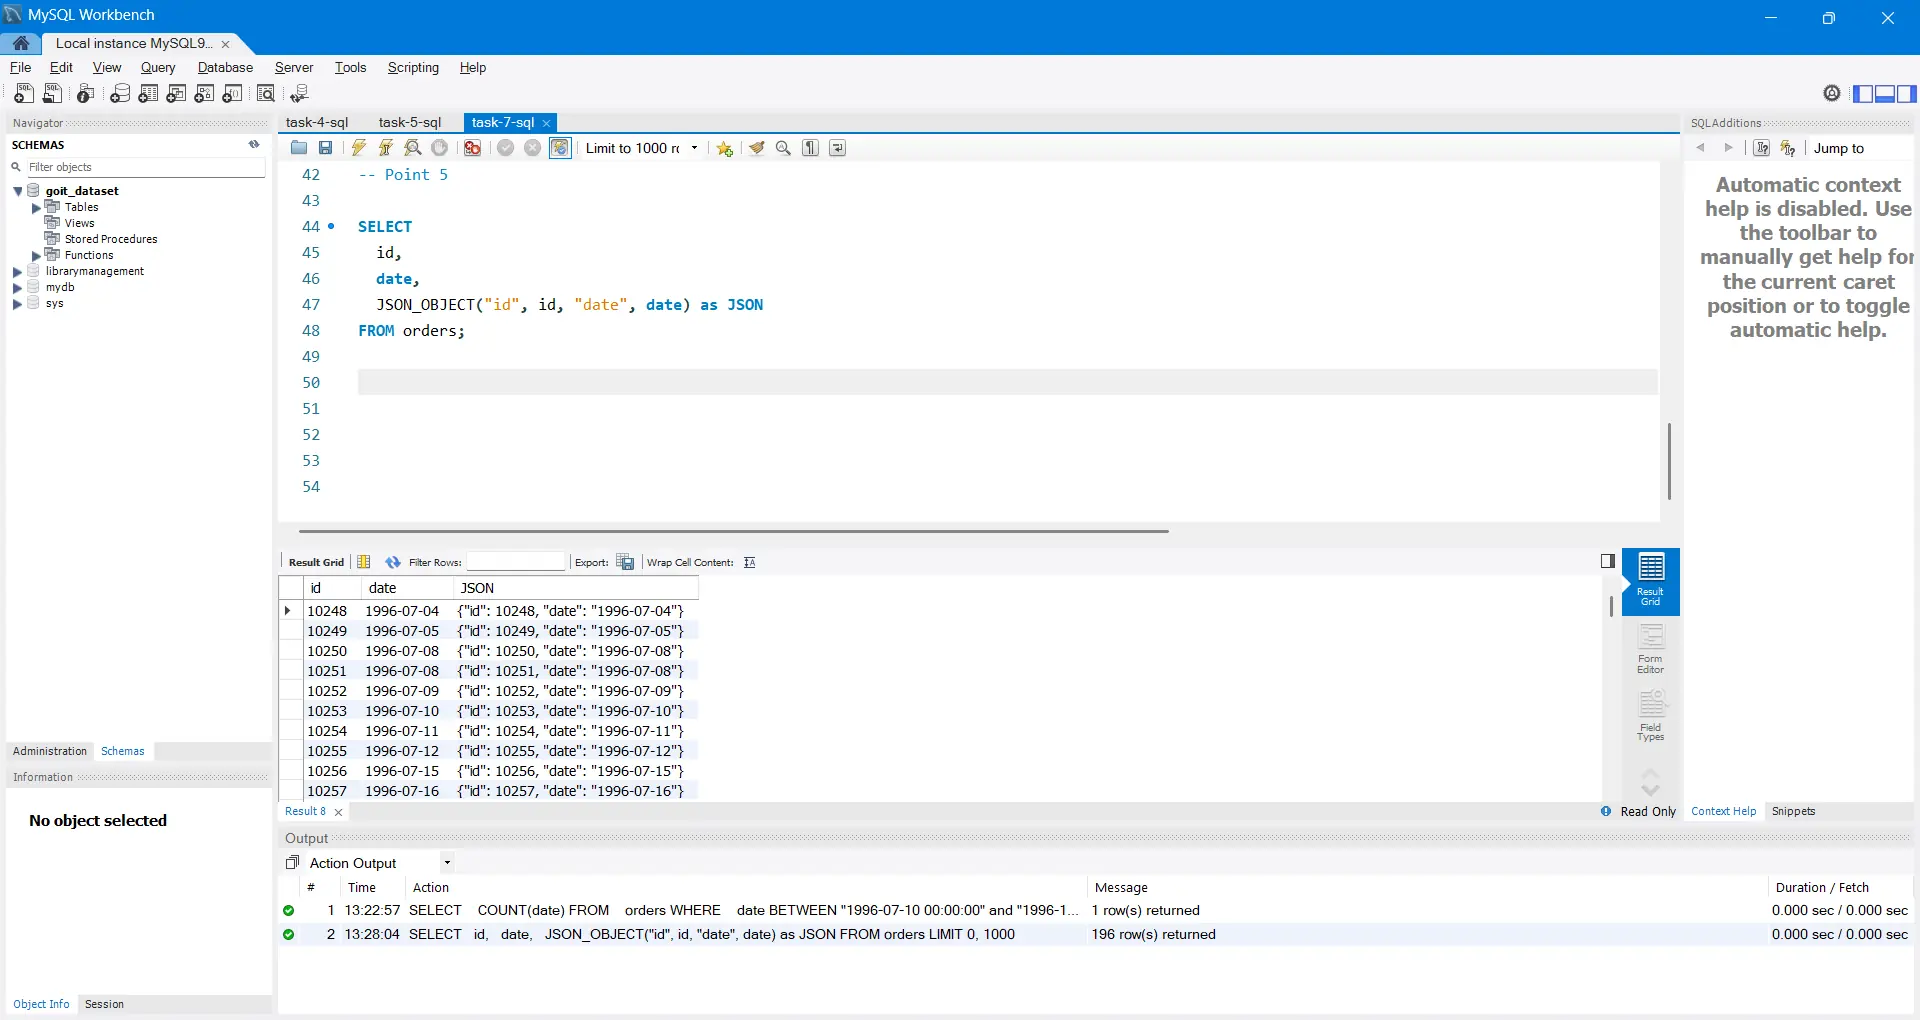 MySQL Workbench
Local instance MySQL9...
File Edit View Query Database Server Tools Scripting Help
Navigator
SCHEMAS
Filter objects
goit_dataset
Tables
Views
Stored Procedures
Functions
librarymanagement
mydb
sys
Administration Schemas
Information
No object selected
Object Info Session
task-4-sql task-5-sql task-7-sql
Limit to 1000 rc
42 -- Point 5
43
44 SELECT
45 id,
46 date,
47 JSON_OBJECT("id", id, "date", date) as JSON
48 FROM orders;
49
50
51
52
53
54
Result Grid Filter Rows: Export: Wrap Cell Content:
id date JSON
10248 1996-07-04 {"id": 10248, "date": "1996-07-04"}
10249 1996-07-05 {"id": 10249, "date": "1996-07-05"}
10250 1996-07-08 {"id": 10250, "date": "1996-07-08"}
10251 1996-07-08 {"id": 10251, "date": "1996-07-08"}
10252 1996-07-09 {"id": 10252, "date": "1996-07-09"}
10253 1996-07-10 {"id": 10253, "date": "1996-07-10"}
10254 1996-07-11 {"id": 10254, "date": "1996-07-11"}
10255 1996-07-12 {"id": 10255, "date": "1996-07-12"}
10256 1996-07-15 {"id": 10256, "date": "1996-07-15"}
10257 1996-07-16 {"id": 10257, "date": "1996-07-16"}
Result
Grid
Form
Editor
Field
Types
Result 8
Read Only
SQLAdditions
Jump to
Automatic context
help is disabled. Use
the toolbar to
manually get help for
the current caret
position or to toggle
automatic help.
Context Help Snippets
Output
Action Output
# Time Action Message Duration / Fetch
1 13:22:57 SELECT COUNT(date) FROM orders WHERE date BETWEEN "1996-07-10 00:00:00" and "1996-1... 1 row(s) returned 0.000 sec / 0.000 sec
2 13:28:04 SELECT id, date, JSON_OBJECT("id", id, "date", date) as JSON FROM orders LIMIT 0, 1000 196 row(s) returned 0.000 sec / 0.000 sec